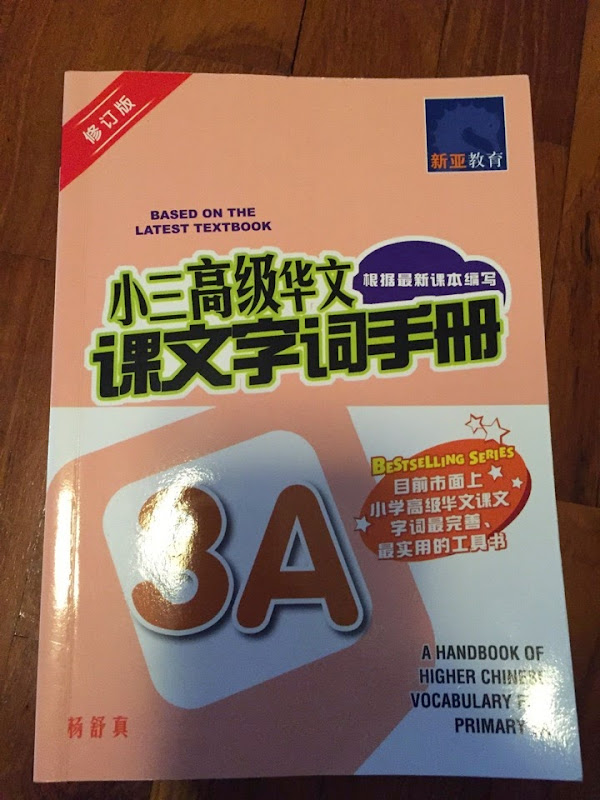 修订版
新亚教育
BASED ON THE
LATEST TEXTBOOK
小三高级华文
根据最新课本编写
课文字词手册
BESTSELLING SERIES
目前市面上
小学高级华文课文
字词最完善、
最实用的工具书
3A
A HANDBOOK OF
HIGHER CHINESE
VOCABULARY
PRIMARY
杨舒真